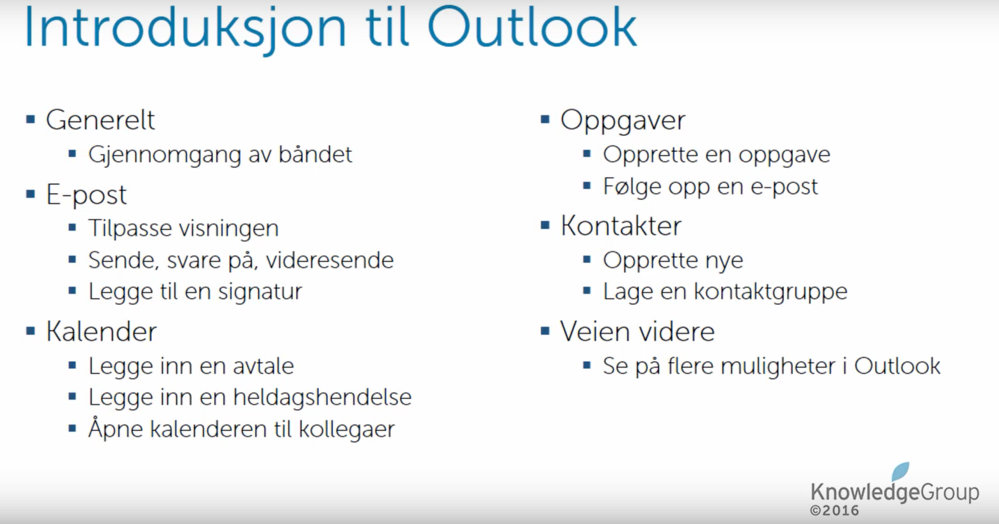 Introduksjon til Outlook
Generelt
Gjennomgang av båndet
E-post
Tilpasse visningen
Sende, svare på, videresende
Legge til en signatur
Kalender
Legge inn en avtale
Legge inn en heldagshendelse
Åpne kalenderen til kollegaer
Oppgaver
Opprette en oppgave
Følge opp en e-post
Kontakter
Opprette nye
Lage en kontaktgruppe
Veien videre
Se på flere muligheter i Outlook
KnowledgeGroup
©2016